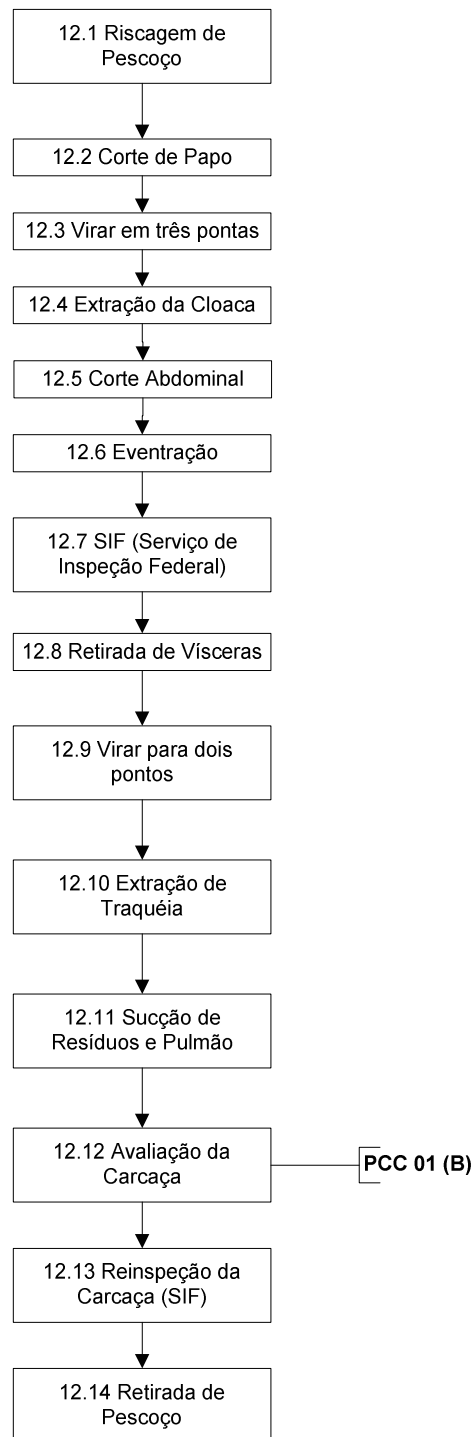 12.1 Riscagem de
Pescoço
12.2 Corte de Papo
12.3 Virar em três pontas
12.4 Extração da Cloaca
12.5 Corte Abdominal
12.6 Eventração
12.7 SIF (Serviço de
Inspeção Federal)
12.8 Retirada de Vísceras
12.9 Virar para dois
pontos
12.10 Extração de
Traquéia
12.11 Sucção de
Resíduos e Pulmão
12.12 Avaliação da
Carcaça
PCC 01 (B)
12.13 Reinspeção da
Carcaça (SIF)
12.14 Retirada de
Pescoço